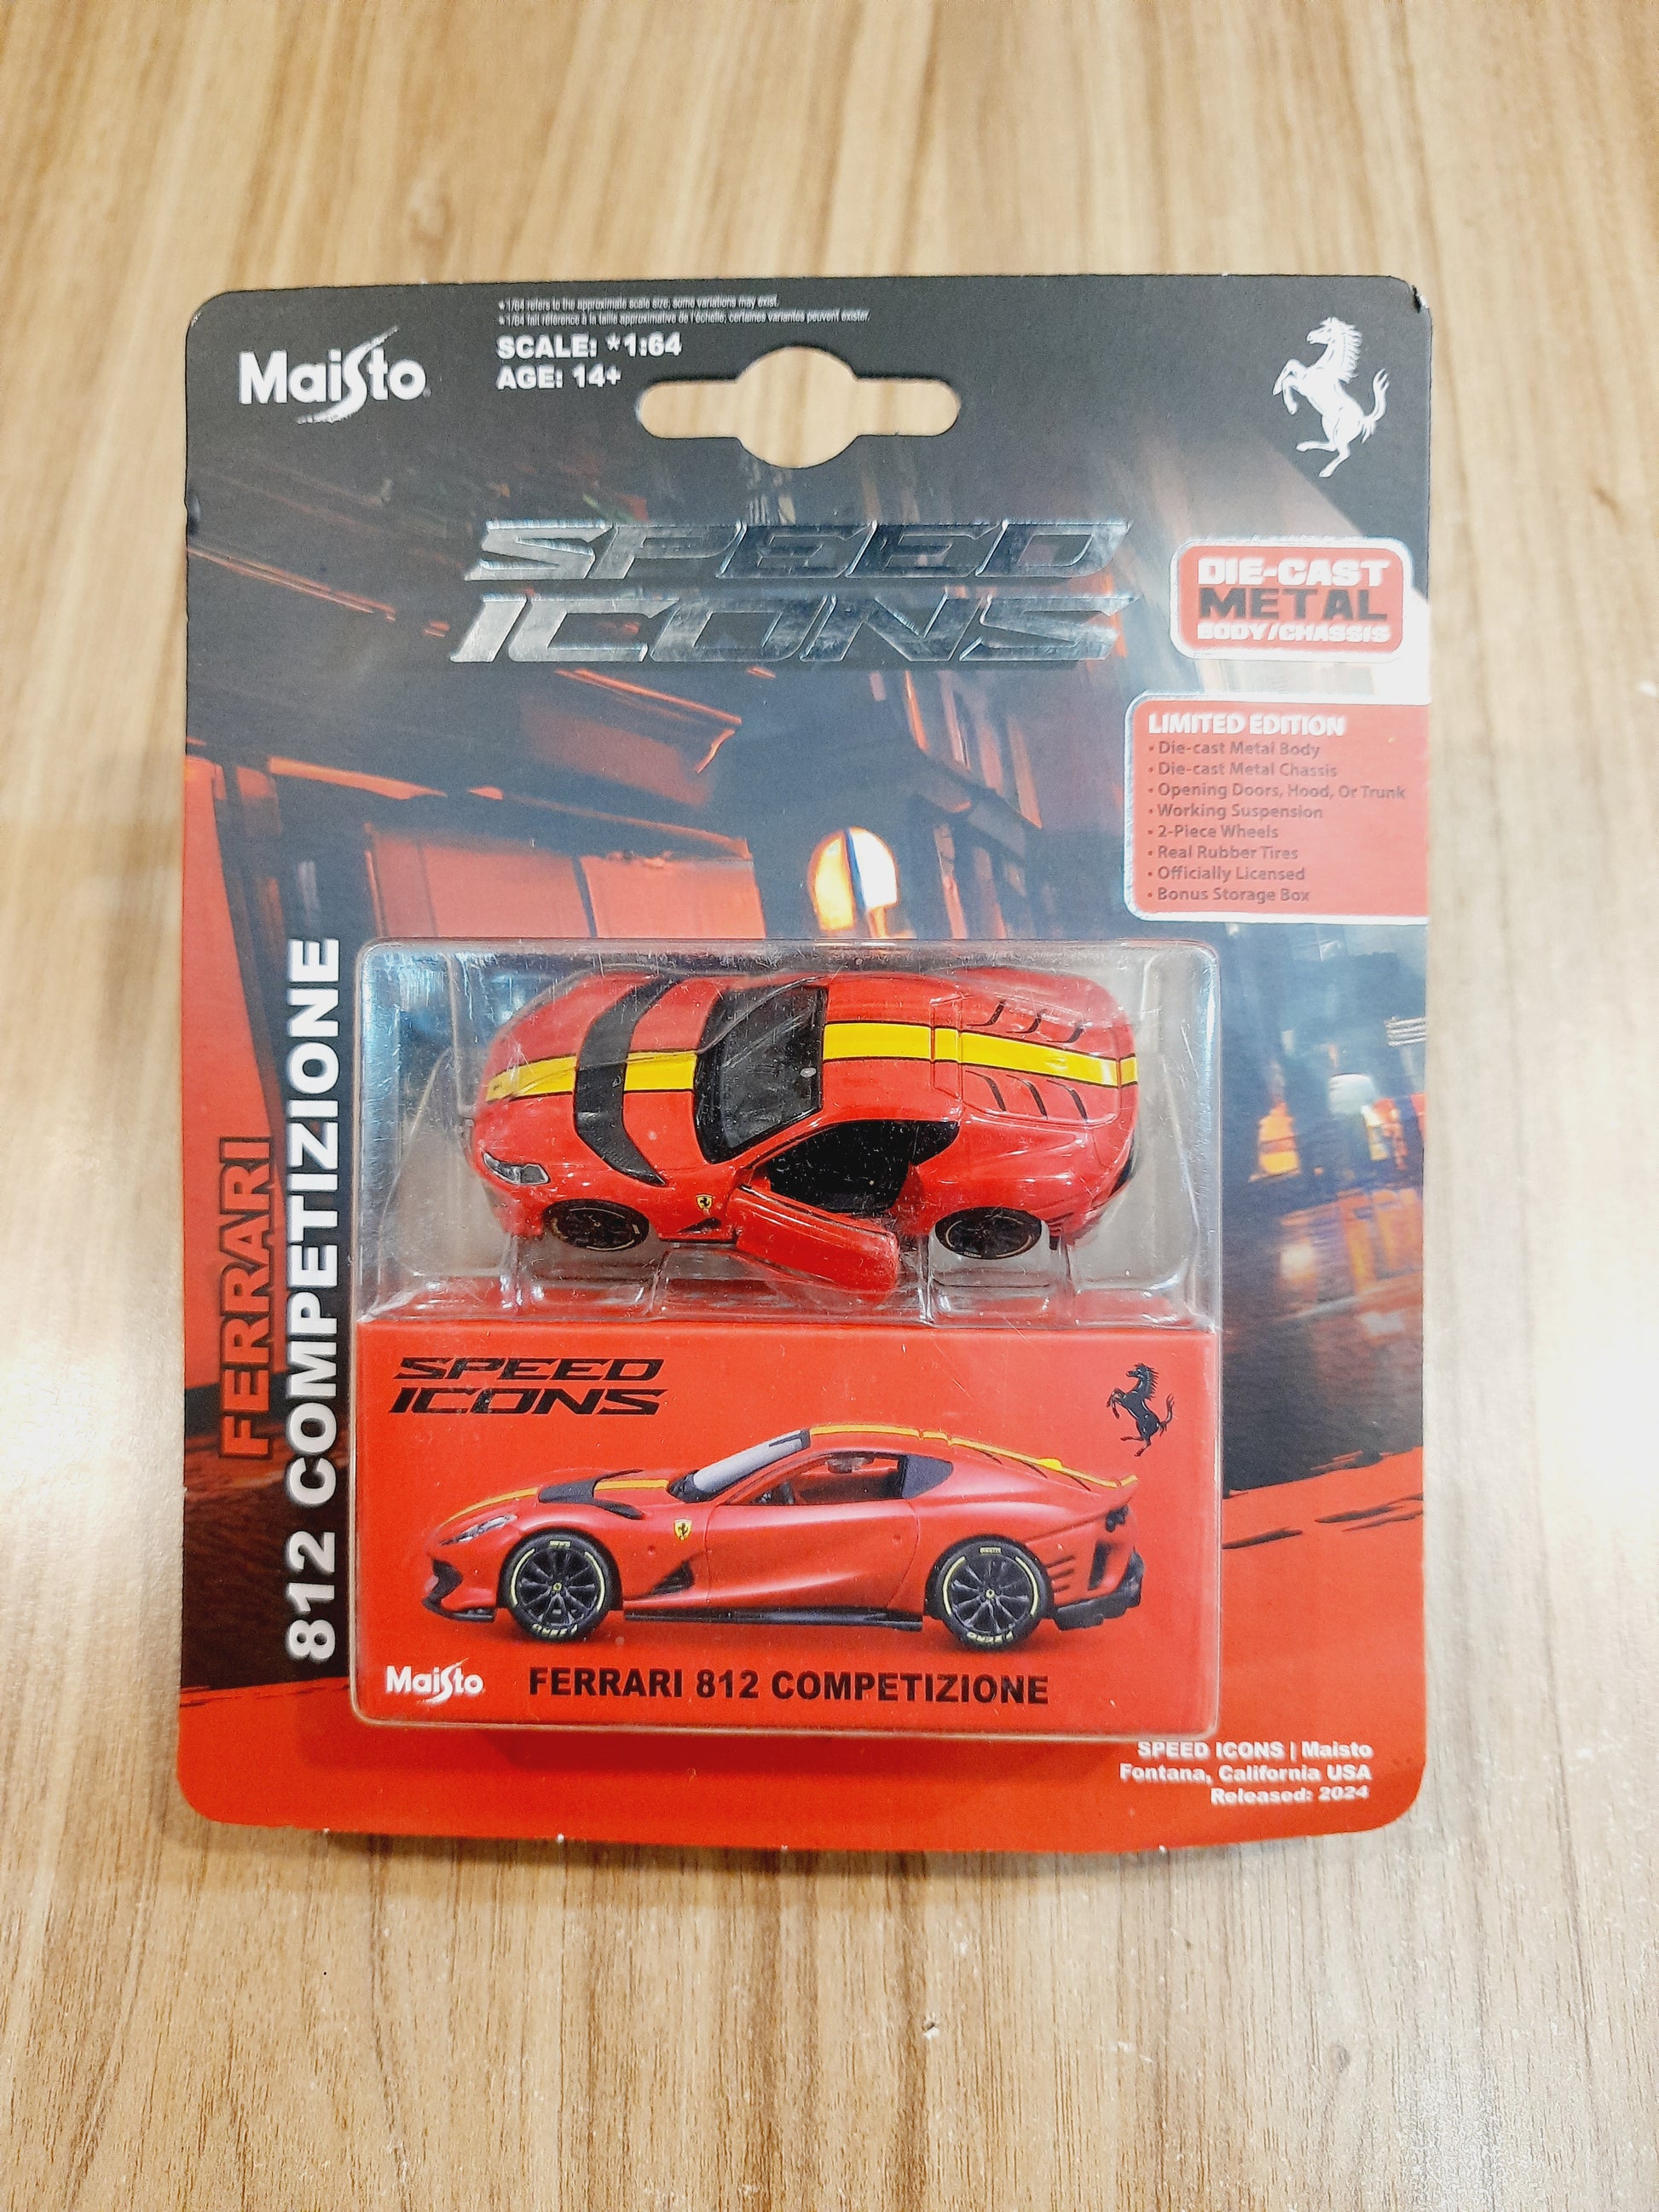 *1/64 refers to the approximate scale size, some variations may exist.
*1/64 fait référence à la taille approximative de l'échelle, certaines variantes peuvent exister.
Maisto
SCALE: *1:64
AGE: 14+
SPEED
ICONS
DIE-CAST
METAL
BODY/CHASSIS
LIMITED EDITION
• Die-cast Metal Body
• Die-cast Metal Chassis
• Opening Doors, Hood, Or Trunk
• Working Suspension
• 2-Piece Wheels
• Real Rubber Tires
• Officially Licensed
• Bonus Storage Box
FERRARI
812 COMPETIZIONE
SPEED
ICONS
Maisto
FERRARI 812 COMPETIZIONE
SPEED ICONS | Maisto
Fontana, California USA
Released: 2024